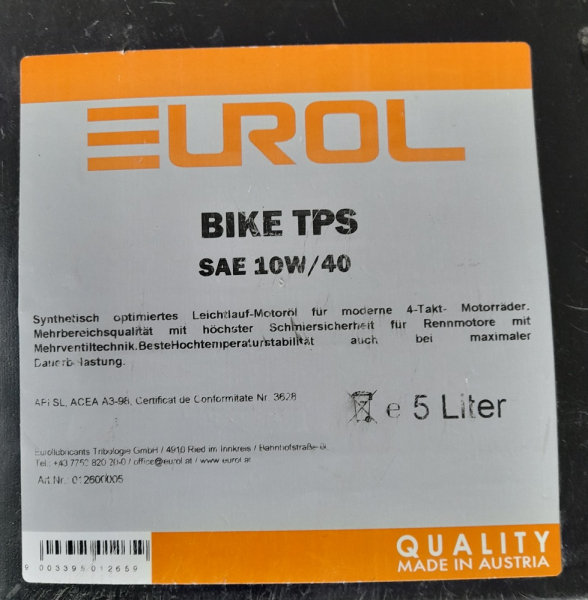 EUROL
BIKE TPS
SAE 10W/40
Synthetisch optimiertes Leichtlauf-Motoröl für moderne 4-Takt- Motorräder.
Mehrbereichsqualität mit höchster Schmiersicherheit für Rennmotore mit
Mehrventiltechnik.BesteHochtemperaturstabilität auch bei maximaler
Dauerbelastung.
API SL, ACEA A3-98, Certificat de Conformitate Nr. 3628
e 5 Liter
Eurolubricants Tribologie GmbH / 4910 Ried im Innkreis / Bahnhofstraße
Tel.: +43 7752 820 20-0 / office@eurol.at / www.eurol.at
Art.Nr.: 012600005
QUALITY
MADE IN AUSTRIA
9 003395 012659